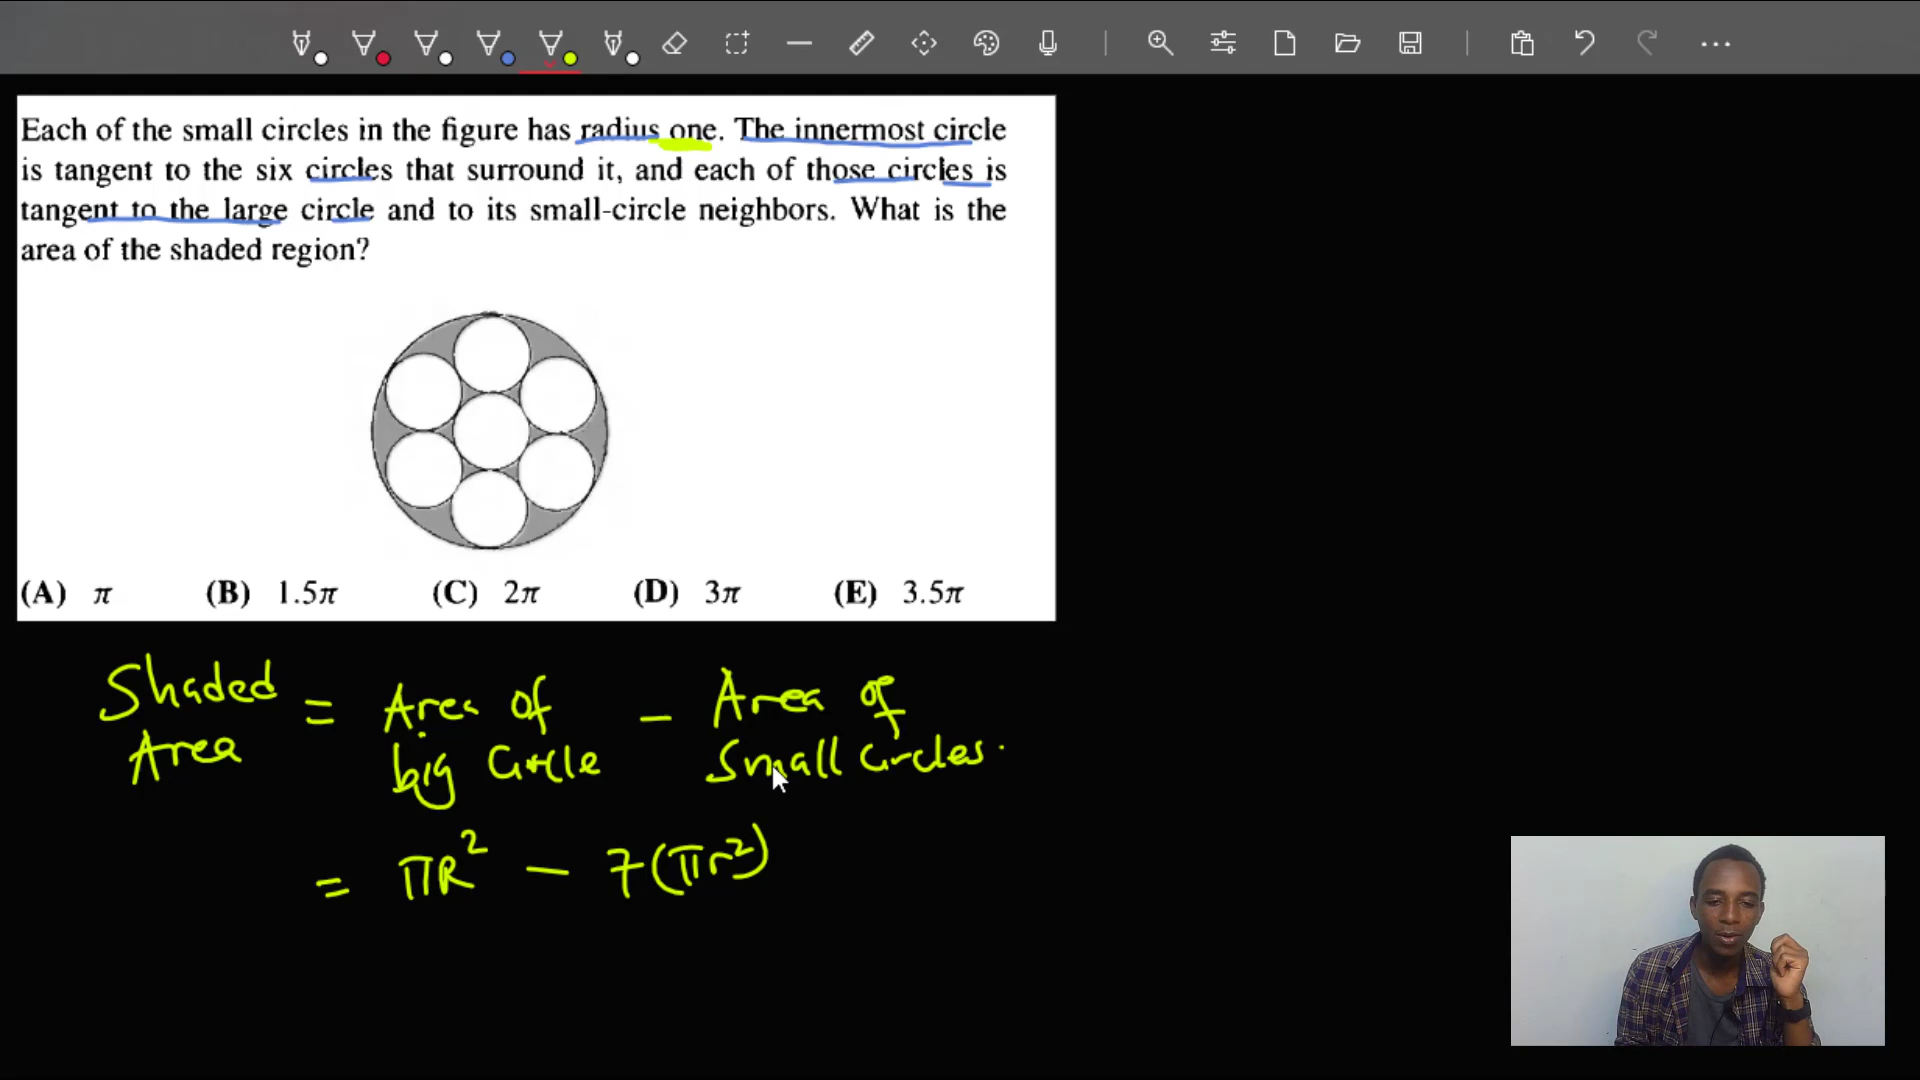 Each of the small circles in the figure has radius one. The innermost circle
is tangent to the six circles that surround it, and each of those circles is
tangent to the large circle and to its small-circle neighbors. What is the
area of the shaded region?
(A) π (B) 1.5π (C) 2π (D) 3π (E) 3.5π
Shaded Area = Area of big Circle - Area of Small Circles.
= πR² - 7(πr²)